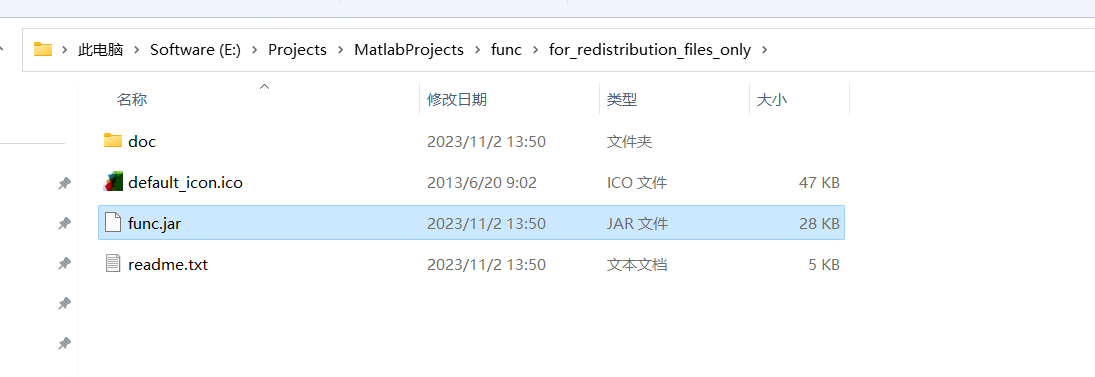 此电脑 > Software (E:) > Projects > MatlabProjects > func > for_redistribution_files_only >
名称 修改日期 类型 大小
doc 2023/11/2 13:50 文件夹
default_icon.ico 2013/6/20 9:02 ICO 文件 47 KB
func.jar 2023/11/2 13:50 JAR 文件 28 KB
readme.txt 2023/11/2 13:50 文本文档 5 KB